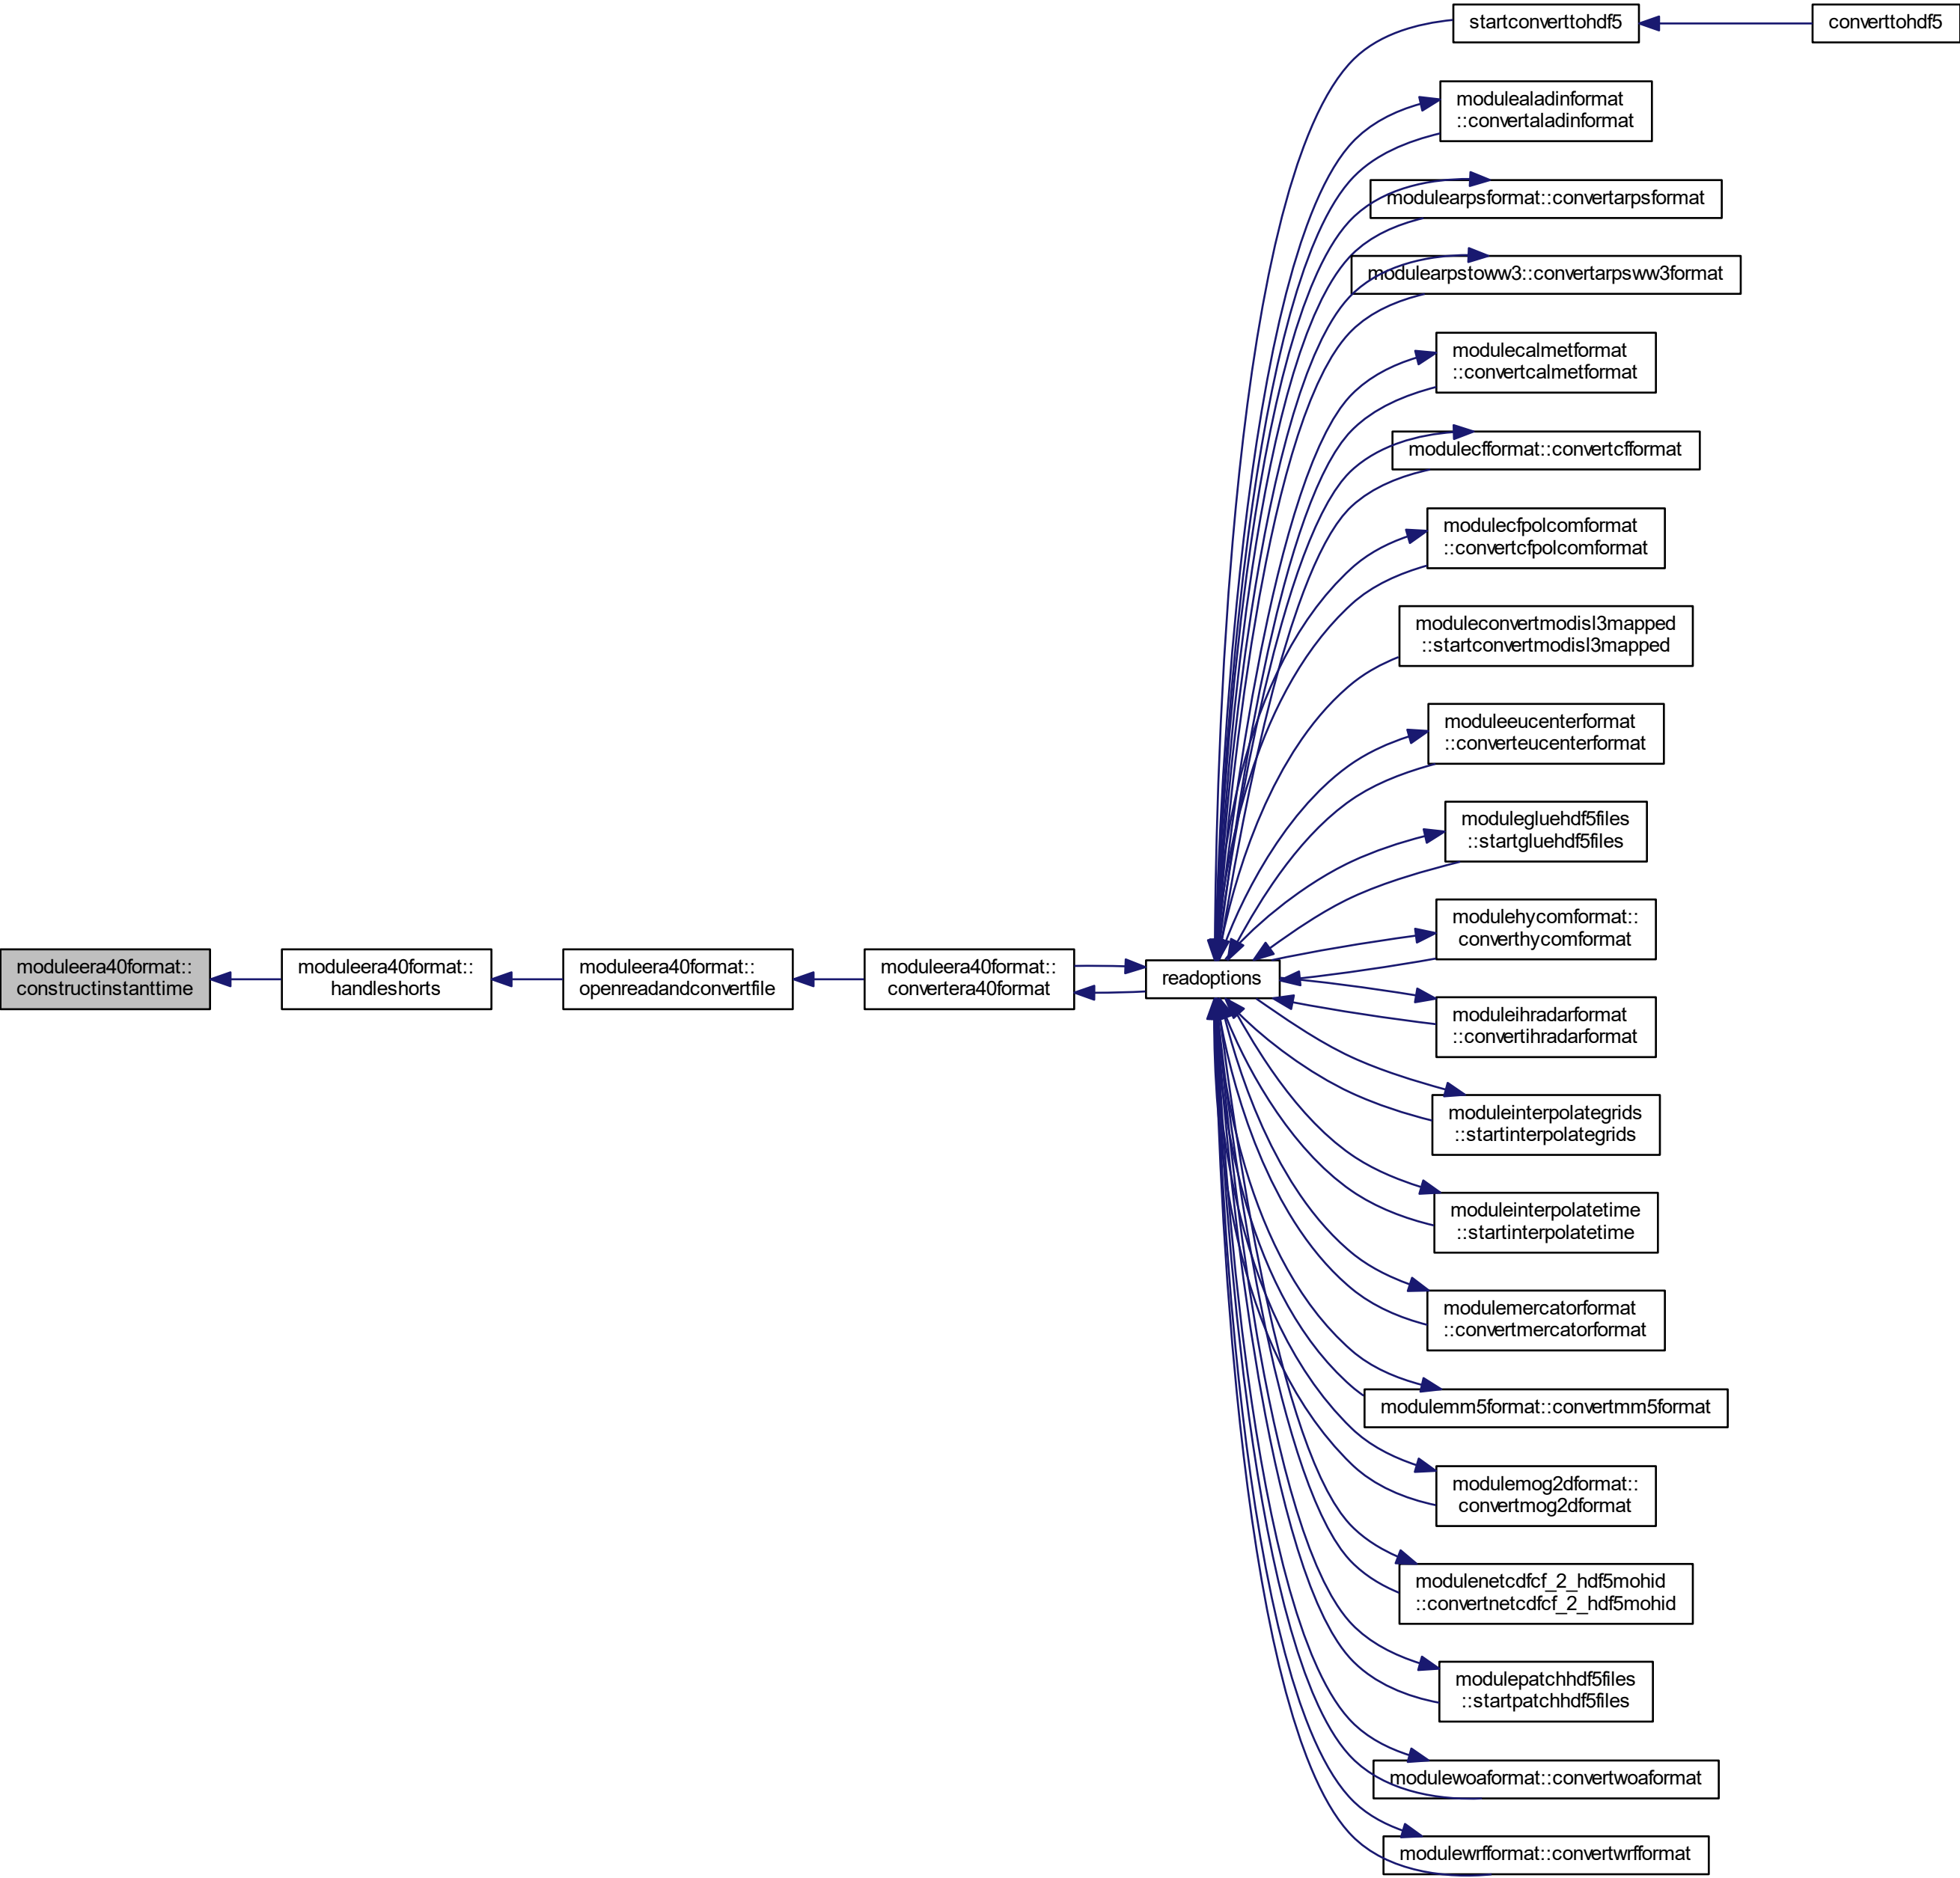 moduleera40format::
constructinstanttime
moduleera40format::
handleshorts
moduleera40format::
openreadandconvertfile
moduleera40format::
convertera40format
readoptions
startconverttohdf5
converttohdf5
modulealadinformat
::convertaladinformat
modulearpsformat::convertarpsformat
modulearpstoww3::convertarpsww3format
modulecalmetformat
::convertcalmetformat
modulecfformat::convertcfformat
modulecfpolcomformat
::convertcfpolcomformat
moduleconvertmodisl3mapped
::startconvertmodisl3mapped
moduleeucenterformat
::converteucenterformat
modulegluehdf5files
::startgluehdf5files
modulehycomformat::
converthycomformat
moduleihradarformat
::convertihradarformat
moduleinterpolategrids
::startinterpolategrids
moduleinterpolatetime
::startinterpolatetime
modulemercatorformat
::convertmercatorformat
modulemm5format::convertmm5format
modulemog2dformat::
convertmog2dformat
modulenetcdfcf_2_hdf5mohid
::convertnetcdfcf_2_hdf5mohid
modulepatchhdf5files
::startpatchhdf5files
modulewoaformat::convertwoaformat
modulewrfformat::convertwrfformat